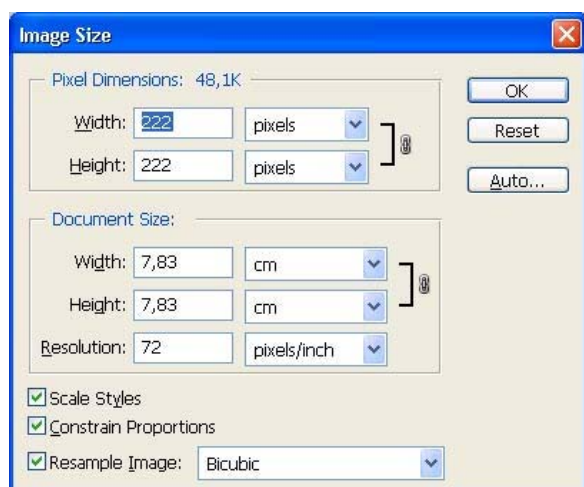 Image Size
Pixel Dimensions: 48,1K
OK
Width: 222 pixels
Reset
Height: 222 pixels
Auto...
Document Size:
Width: 7,83 cm
Height: 7,83 cm
Resolution: 72 pixels/inch
Scale Styles
Constrain Proportions
Resample Image: Bicubic